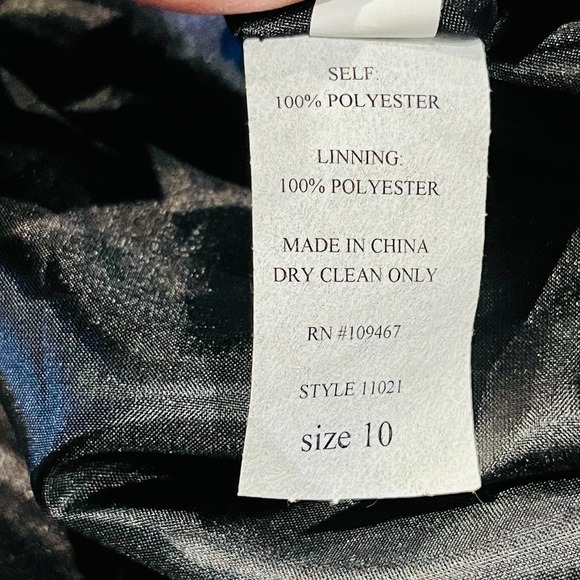 SELF:
100% POLYESTER
LINNING:
100% POLYESTER
MADE IN CHINA
DRY CLEAN ONLY
RN #109467
STYLE 11021
size 10